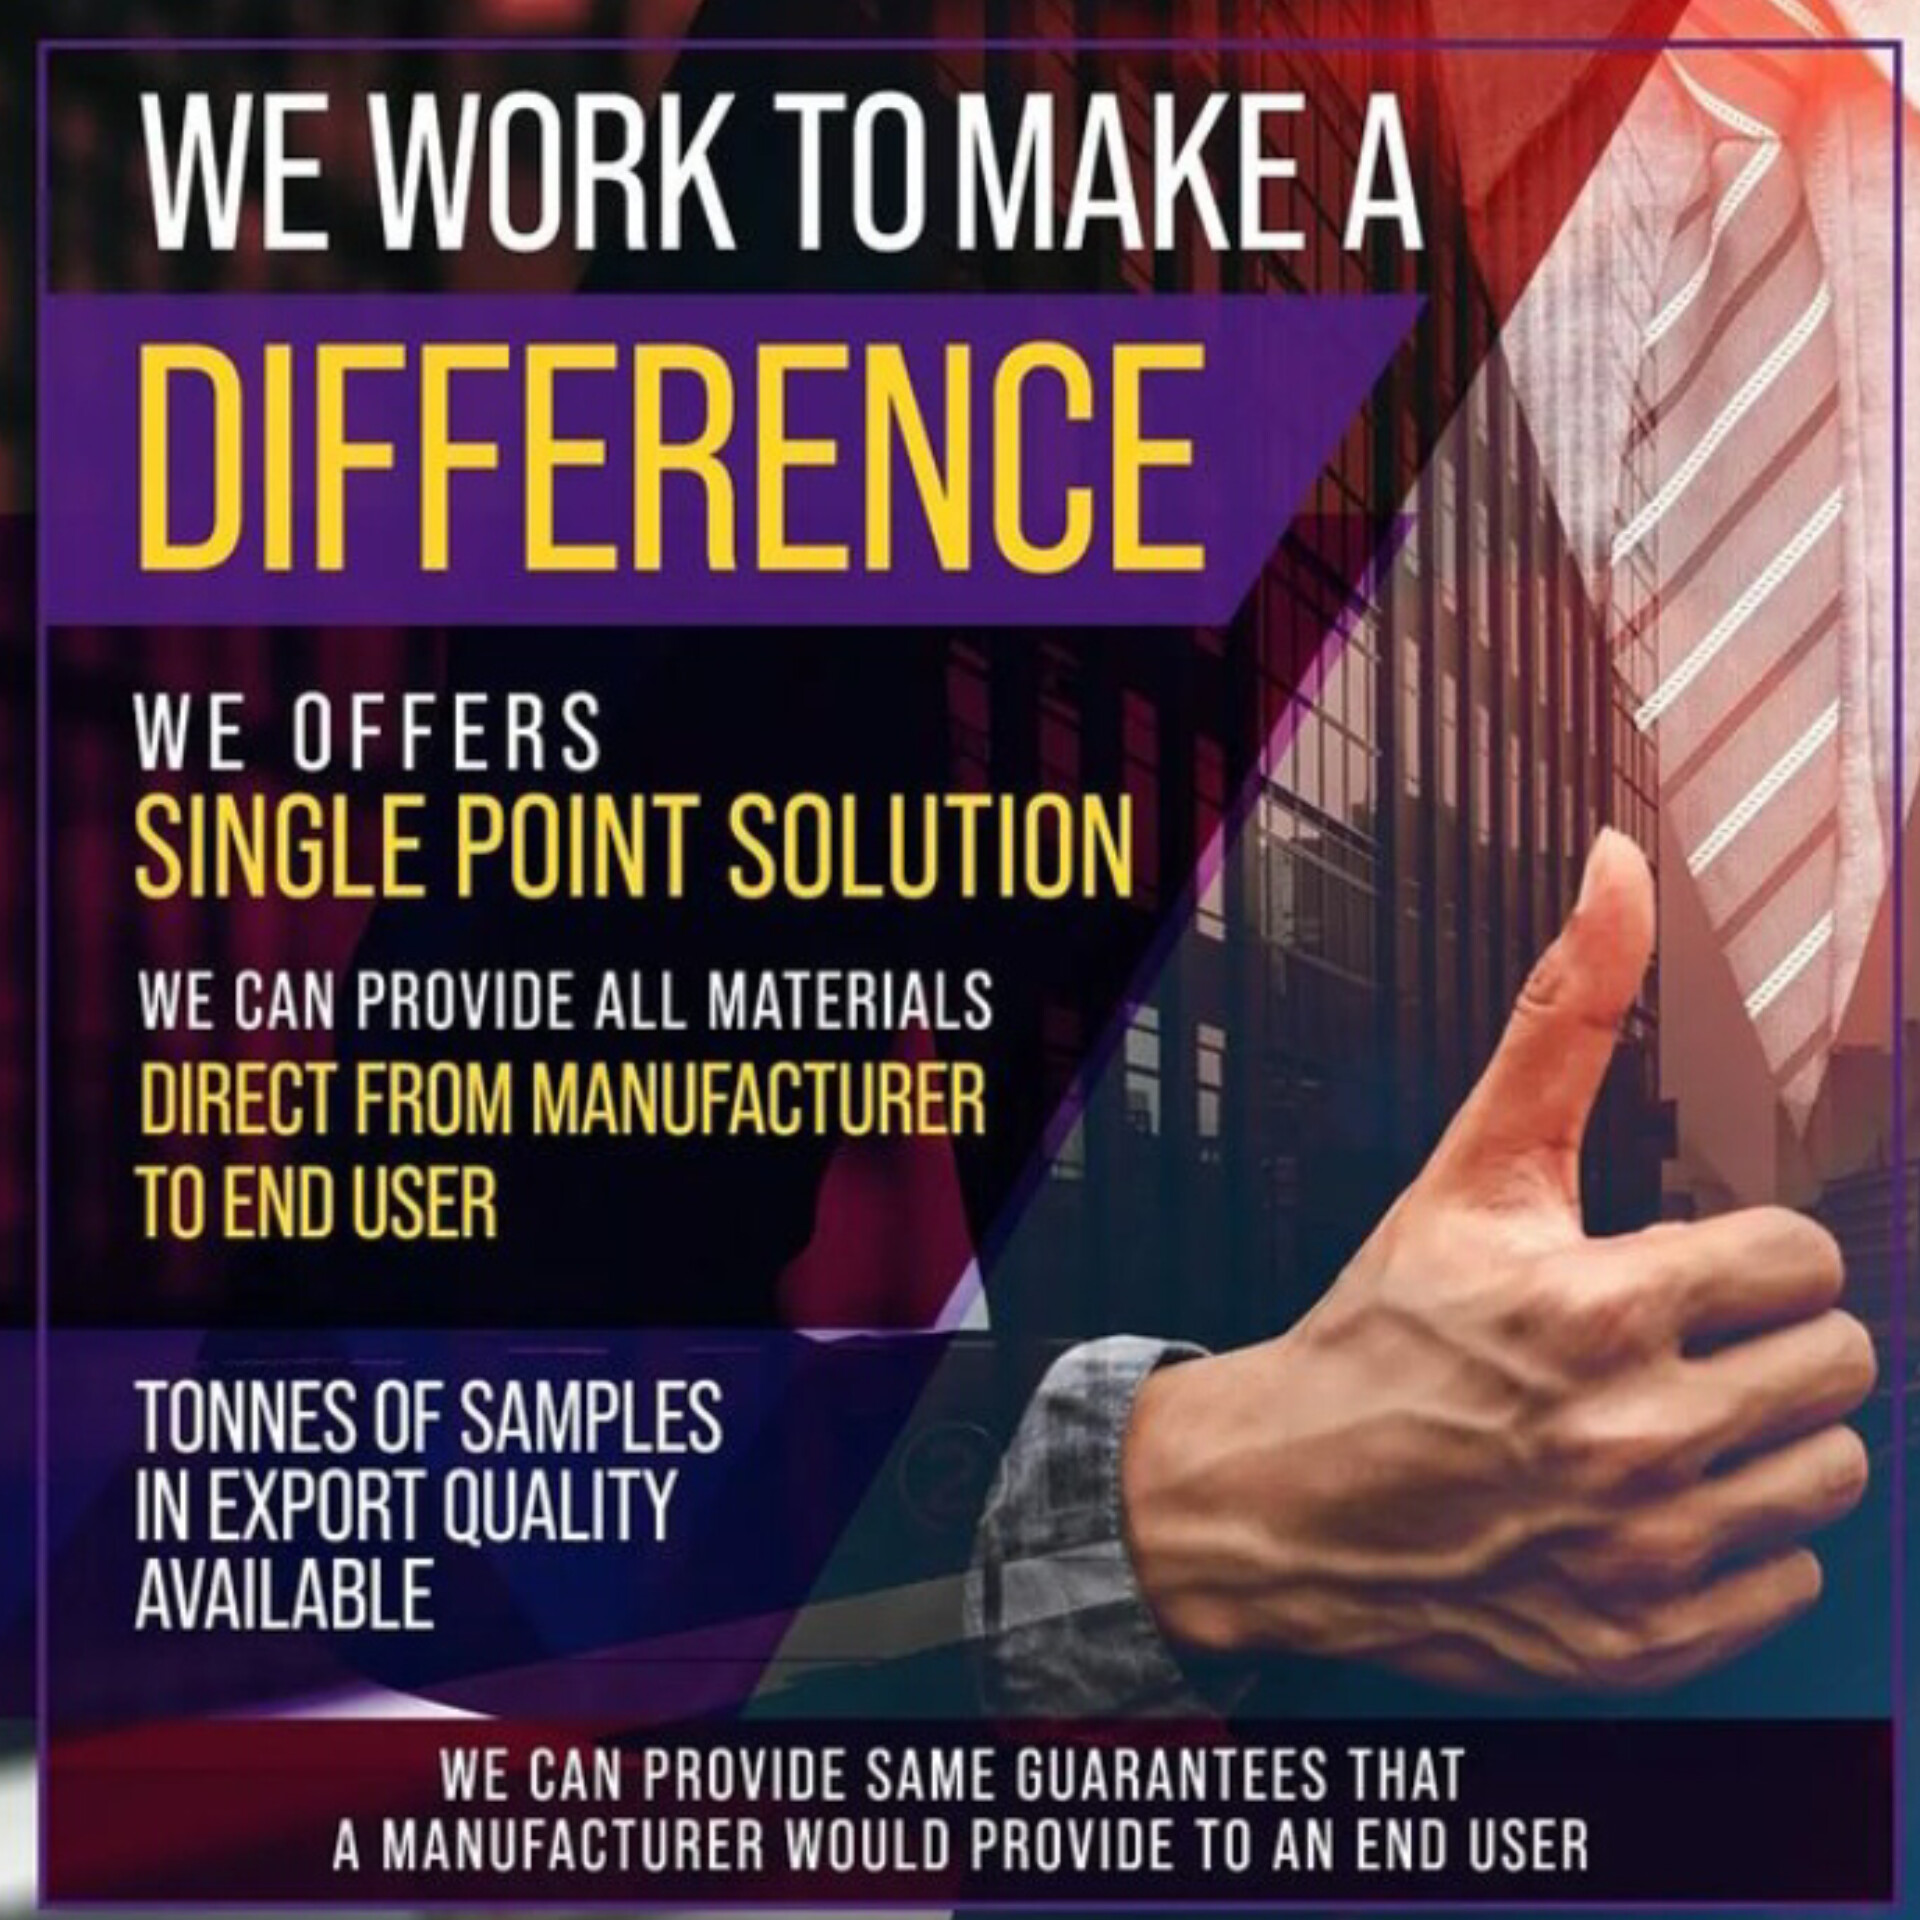 WE WORK TO MAKE A
DIFFERENCE
WE OFFERS
SINGLE POINT SOLUTION
WE CAN PROVIDE ALL MATERIALS
DIRECT FROM MANUFACTURER
TO END USER
TONNES OF SAMPLES
IN EXPORT QUALITY
AVAILABLE
WE CAN PROVIDE SAME GUARANTEES THAT
A MANUFACTURER WOULD PROVIDE TO AN END USER